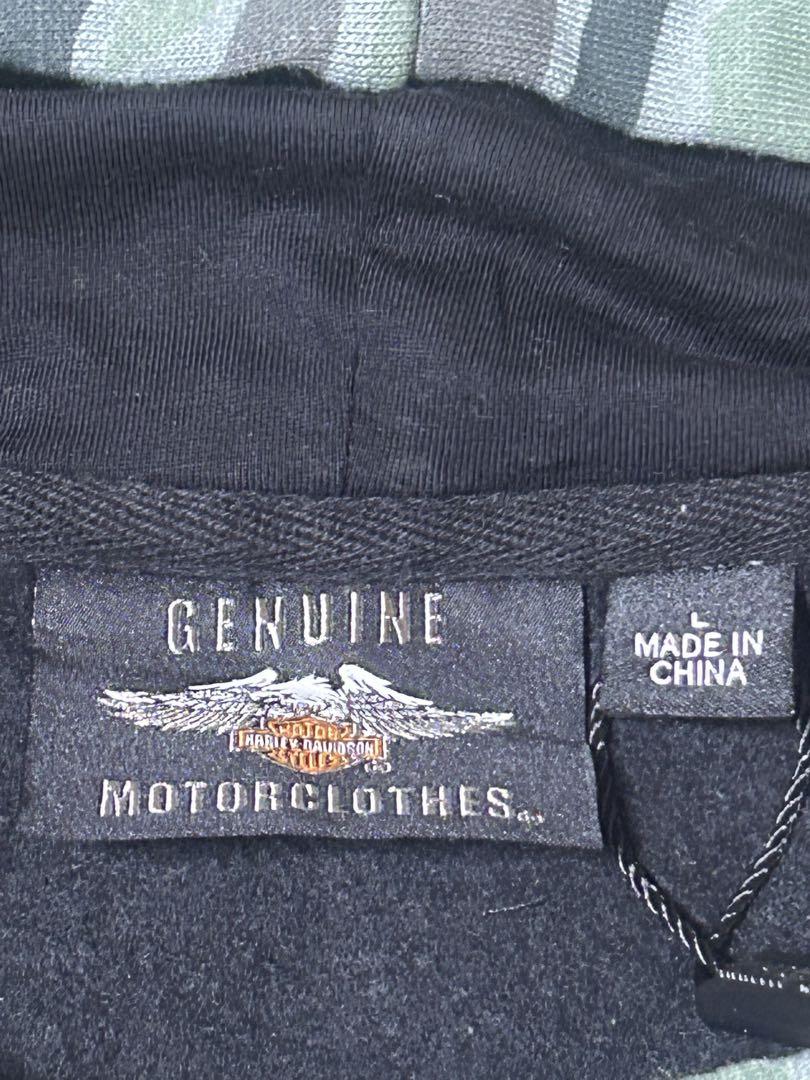 GENUINE
MOTOR
HARLEY-DAVIDSON
CYCLES
MOTORCLOTHES
L
MADE IN
CHINA